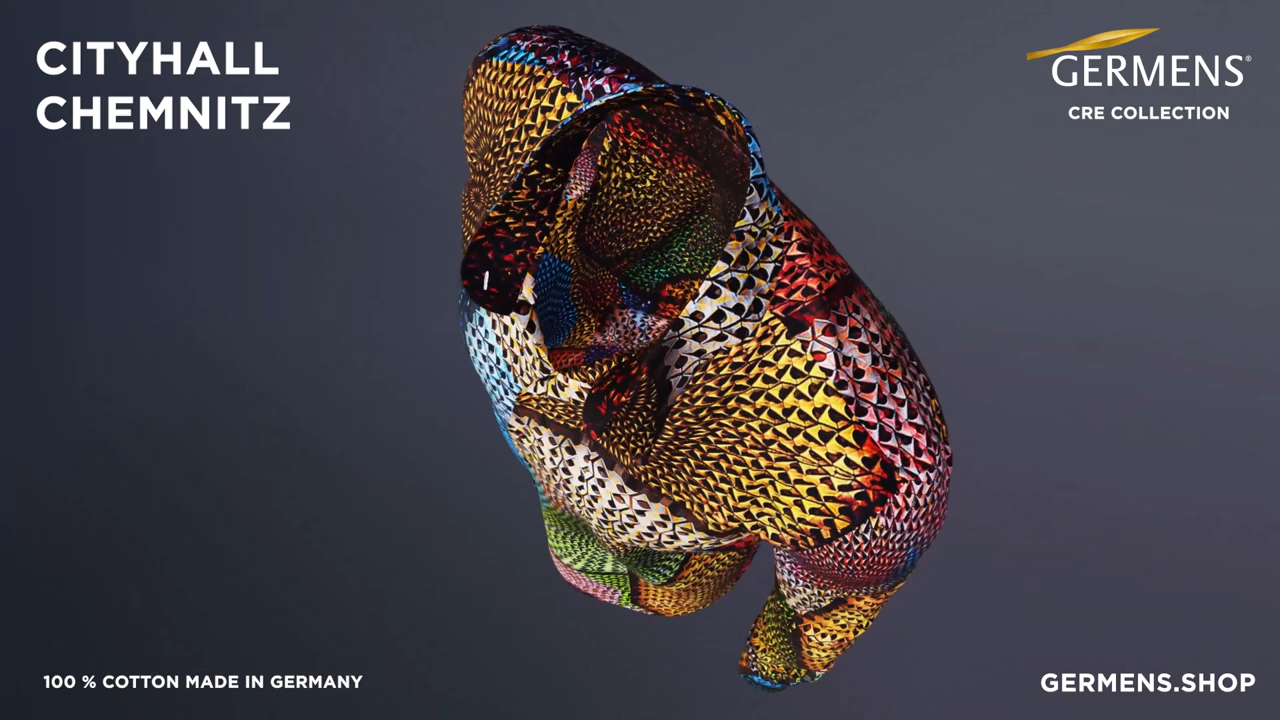 CITYHALL
CHEMNITZ
GERMENS®
CRE COLLECTION
100 % COTTON MADE IN GERMANY
GERMENS.SHOP